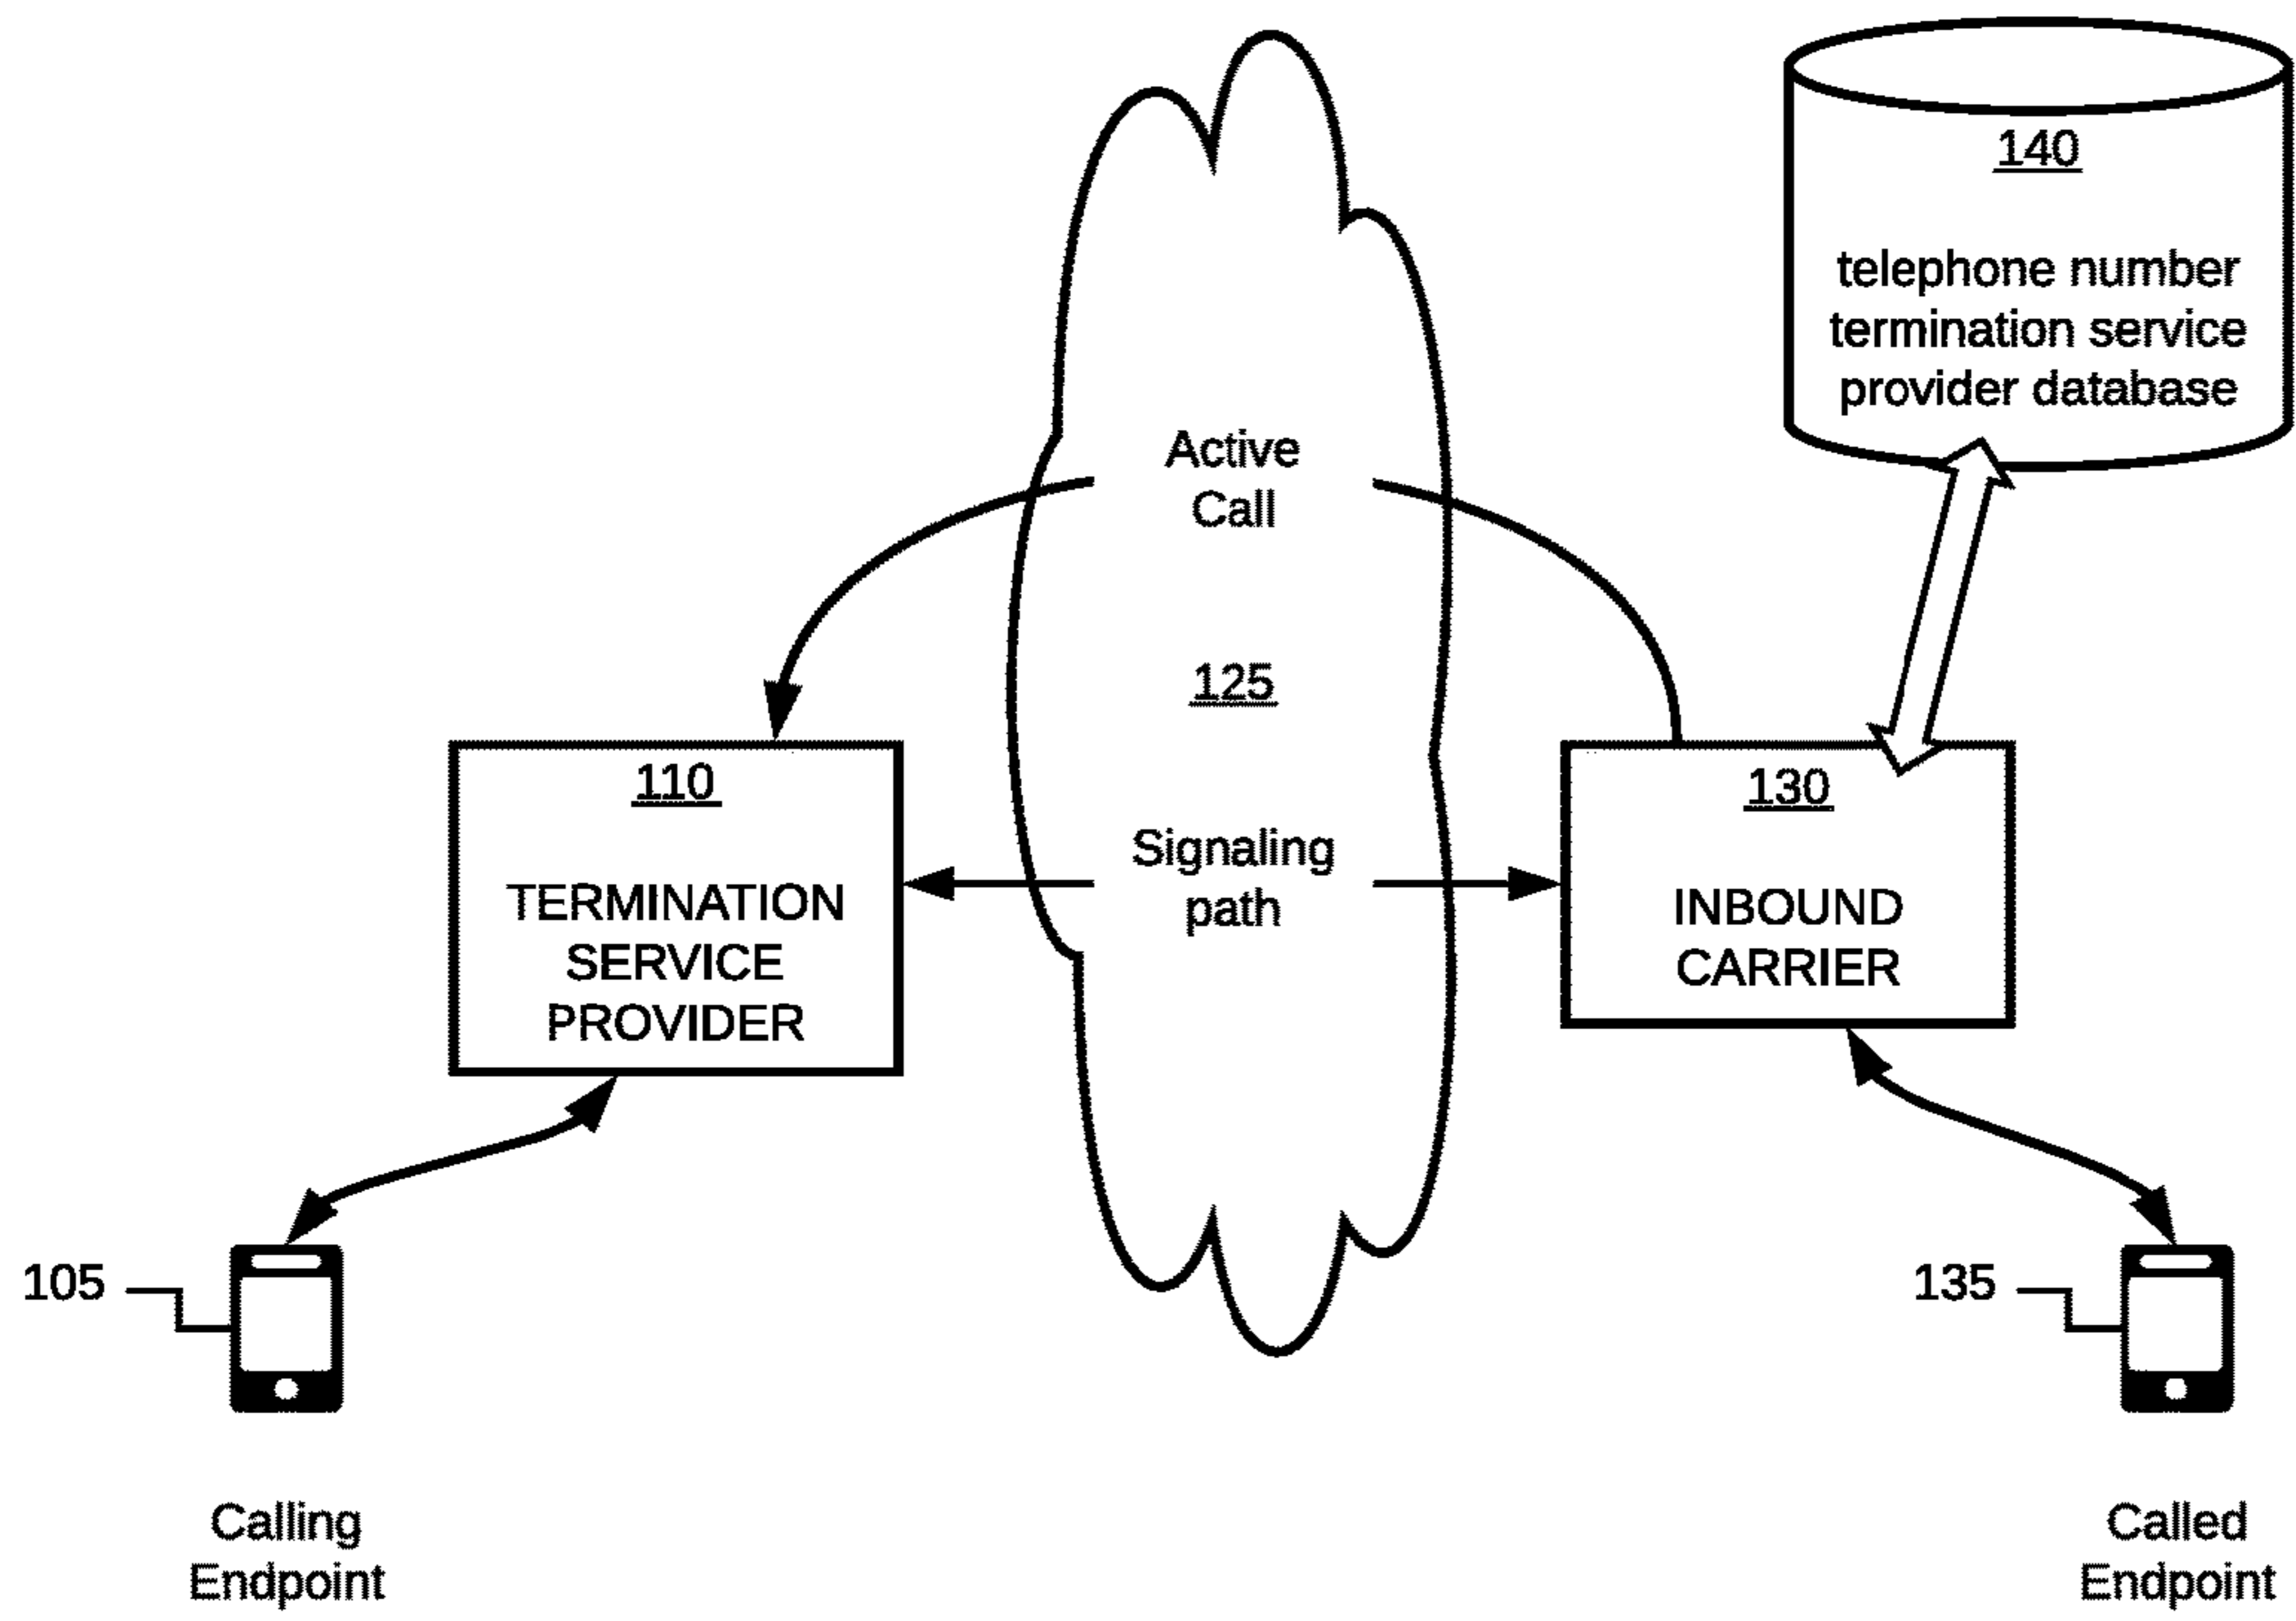 140
telephone number
termination service
provider database
Active
Call
125
Signaling
path
110
TERMINATION
SERVICE
PROVIDER
130
INBOUND
CARRIER
105
135
Calling
Endpoint
Called
Endpoint